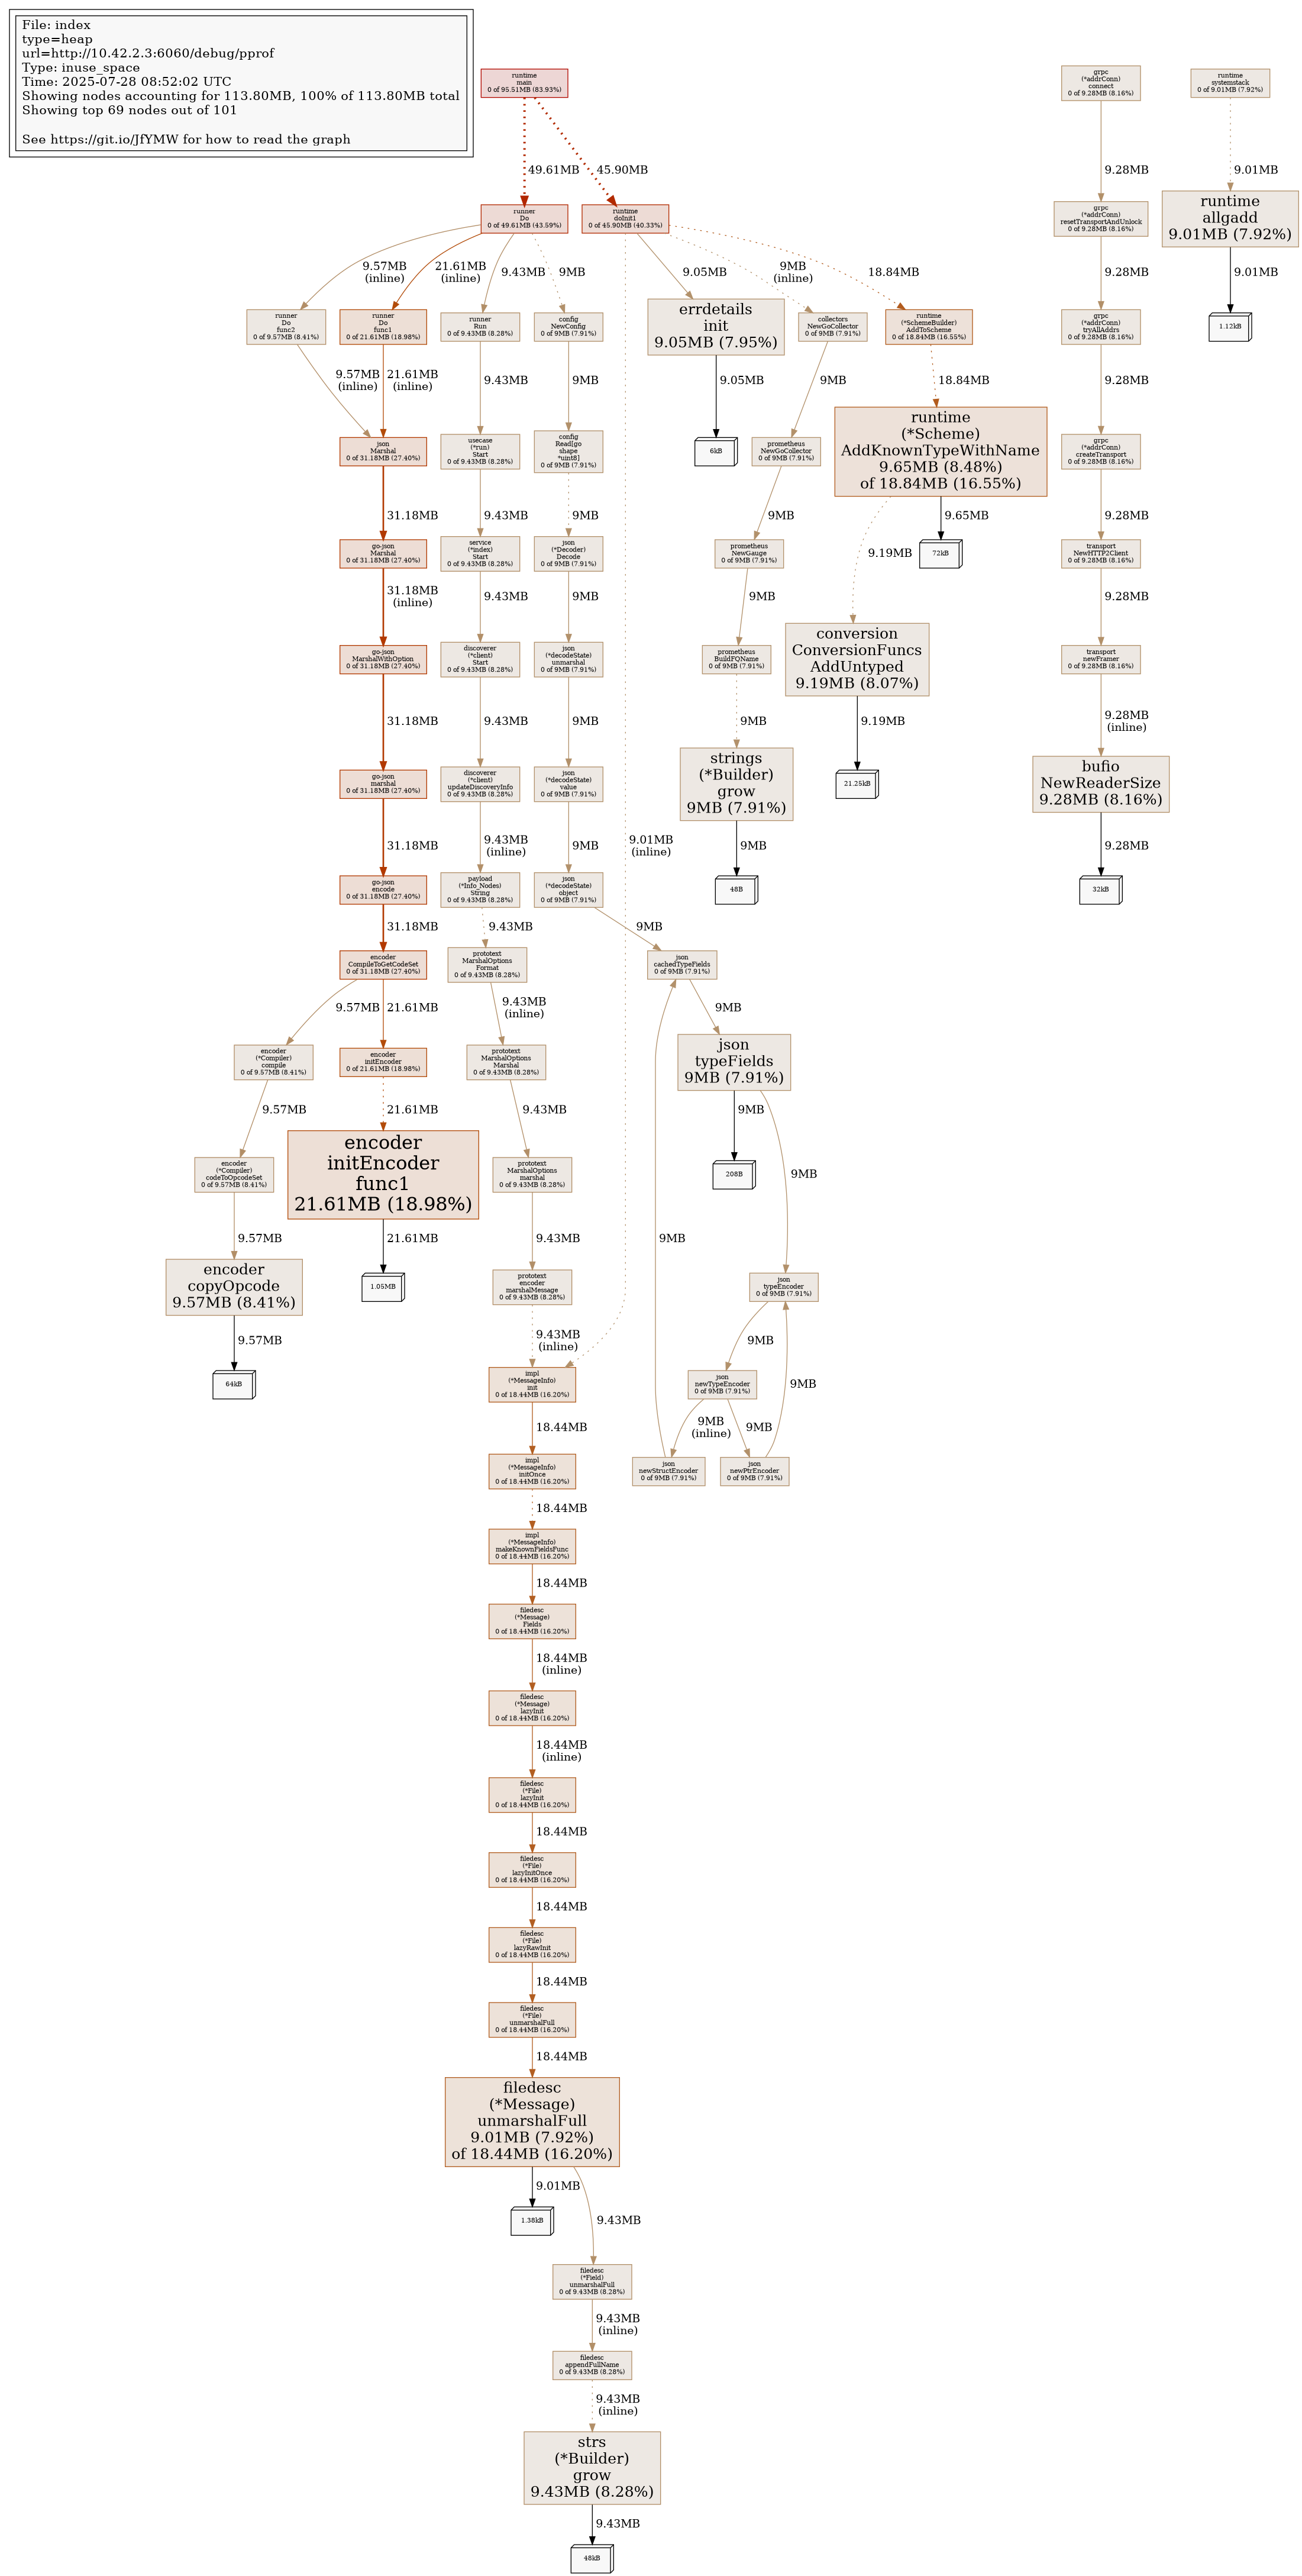 File: index
type=heap
url=http://10.42.2.3:6060/debug/pprof
Type: inuse_space
Time: 2025-07-28 08:52:02 UTC
Showing nodes accounting for 113.80MB, 100% of 113.80MB total
Showing top 69 nodes out of 101
See https://git.io/JfYMW for how to read the graph
runtime
main
0 of 95.51MB (83.93%)
grpc
(*addrConn)
connect
0 of 9.28MB (8.16%)
runtime
systemstack
0 of 9.01MB (7.92%)
49.61MB
45.90MB
9.28MB
9.01MB
runner
Do
0 of 49.61MB (43.59%)
runtime
doInit1
0 of 45.90MB (40.33%)
grpc
(*addrConn)
resetTransportAndUnlock
0 of 9.28MB (8.16%)
runtime
allgadd
9.01MB (7.92%)
9.57MB
(inline)
21.61MB
(inline)
9.43MB
9MB
9.05MB
9MB
(inline)
18.84MB
9.28MB
9.01MB
runner
Do
func2
0 of 9.57MB (8.41%)
runner
Do
func1
0 of 21.61MB (18.98%)
runner
Run
0 of 9.43MB (8.28%)
config
NewConfig
0 of 9MB (7.91%)
errdetails
init
9.05MB (7.95%)
collectors
NewGoCollector
0 of 9MB (7.91%)
runtime
(*SchemeBuilder)
AddToScheme
0 of 18.84MB (16.55%)
grpc
(*addrConn)
tryAllAddrs
0 of 9.28MB (8.16%)
1.12kB
9.57MB
(inline)
21.61MB
(inline)
9.43MB
9MB
9.05MB
9MB
18.84MB
9.28MB
json
Marshal
0 of 31.18MB (27.40%)
usecase
(*run)
Start
0 of 9.43MB (8.28%)
config
Read[go
shape
*uint8]
0 of 9MB (7.91%)
6kB
prometheus
NewGoCollector
0 of 9MB (7.91%)
runtime
(*Scheme)
AddKnownTypeWithName
9.65MB (8.48%)
of 18.84MB (16.55%)
grpc
(*addrConn)
createTransport
0 of 9.28MB (8.16%)
31.18MB
9.43MB
9MB
9MB
9.19MB
9.65MB
9.28MB
go-json
Marshal
0 of 31.18MB (27.40%)
service
(*index)
Start
0 of 9.43MB (8.28%)
json
(*Decoder)
Decode
0 of 9MB (7.91%)
prometheus
NewGauge
0 of 9MB (7.91%)
72kB
transport
NewHTTP2Client
0 of 9.28MB (8.16%)
31.18MB
(inline)
9.43MB
9MB
9MB
9.28MB
go-json
MarshalWithOption
0 of 31.18MB (27.40%)
discoverer
(*client)
Start
0 of 9.43MB (8.28%)
json
(*decodeState)
unmarshal
0 of 9MB (7.91%)
prometheus
BuildFQName
0 of 9MB (7.91%)
conversion
ConversionFuncs
AddUntyped
9.19MB (8.07%)
transport
newFramer
0 of 9.28MB (8.16%)
31.18MB
9.43MB
9MB
9MB
9.19MB
9.28MB
(inline)
go-json
marshal
0 of 31.18MB (27.40%)
discoverer
(*client)
updateDiscoveryInfo
0 of 9.43MB (8.28%)
json
(*decodeState)
value
0 of 9MB (7.91%)
strings
(*Builder)
grow
9MB (7.91%)
21.25kB
bufio
NewReaderSize
9.28MB (8.16%)
31.18MB
9.43MB
(inline)
9MB
9.01MB
(inline)
9MB
9.28MB
go-json
encode
0 of 31.18MB (27.40%)
payload
(*Info_Nodes)
String
0 of 9.43MB (8.28%)
json
(*decodeState)
object
0 of 9MB (7.91%)
48B
32kB
31.18MB
9.43MB
9MB
encoder
CompileToGetCodeSet
0 of 31.18MB (27.40%)
prototext
MarshalOptions
Format
0 of 9.43MB (8.28%)
json
cachedTypeFields
0 of 9MB (7.91%)
9.57MB
21.61MB
9.43MB
(inline)
9MB
encoder
(*Compiler)
compile
0 of 9.57MB (8.41%)
encoder
initEncoder
0 of 21.61MB (18.98%)
prototext
MarshalOptions
Marshal
0 of 9.43MB (8.28%)
json
typeFields
9MB (7.91%)
9.57MB
21.61MB
9.43MB
9MB
encoder
(*Compiler)
codeToOpcodeSet
0 of 9.57MB (8.41%)
encoder
initEncoder
func1
21.61MB (18.98%)
prototext
MarshalOptions
marshal
0 of 9.43MB (8.28%)
208B
9MB
9.57MB
21.61MB
9.43MB
9MB
encoder
copyOpcode
9.57MB (8.41%)
1.05MB
prototext
encoder
marshalMessage
0 of 9.43MB (8.28%)
json
typeEncoder
0 of 9MB (7.91%)
9.57MB
9.43MB
(inline)
9MB
64kB
impl
(*MessageInfo)
init
0 of 18.44MB (16.20%)
json
newTypeEncoder
0 of 9MB (7.91%)
9MB
18.44MB
9MB
(inline)
9MB
impl
(*MessageInfo)
initOnce
0 of 18.44MB (16.20%)
json
newStructEncoder
0 of 9MB (7.91%)
json
newPtrEncoder
0 of 9MB (7.91%)
18.44MB
impl
(*MessageInfo)
makeKnownFieldsFunc
0 of 18.44MB (16.20%)
18.44MB
filedesc
(*Message)
Fields
0 of 18.44MB (16.20%)
18.44MB
(inline)
filedesc
(*Message)
lazyInit
0 of 18.44MB (16.20%)
18.44MB
(inline)
filedesc
(*File)
lazyInit
0 of 18.44MB (16.20%)
18.44MB
filedesc
(*File)
lazyInitOnce
0 of 18.44MB (16.20%)
18.44MB
filedesc
(*File)
lazyRawInit
0 of 18.44MB (16.20%)
18.44MB
filedesc
(*File)
unmarshalFull
0 of 18.44MB (16.20%)
18.44MB
filedesc
(*Message)
unmarshalFull
9.01MB (7.92%)
of 18.44MB (16.20%)
9.01MB
9.43MB
1.38kB
filedesc
(*Field)
unmarshalFull
0 of 9.43MB (8.28%)
9.43MB
(inline)
filedesc
appendFullName
0 of 9.43MB (8.28%)
9.43MB
(inline)
strs
(*Builder)
grow
9.43MB (8.28%)
9.43MB
48kB